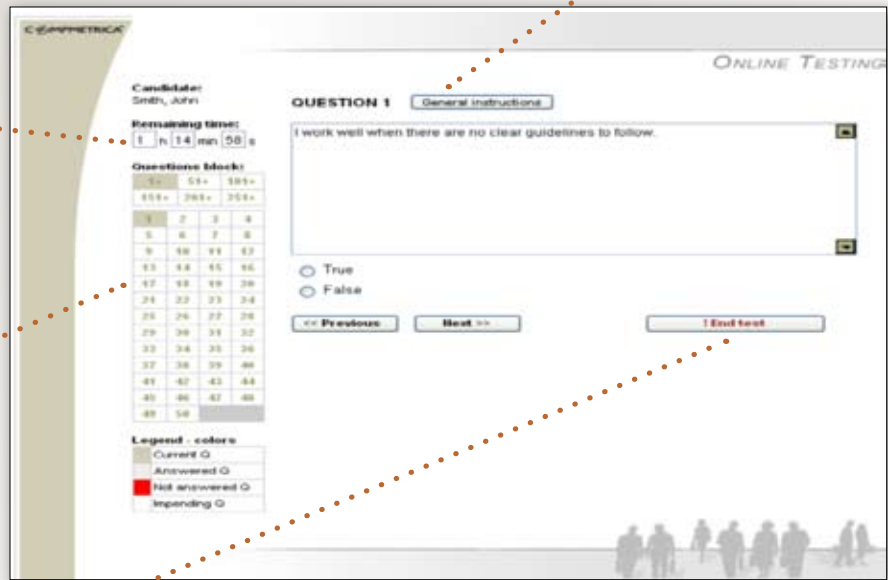 COMPMETRICA
ONLINE TESTING
Candidate:
Smith, John
Remaining time:
1 h 14 min 58 s
Questions block:
1+ 51+ 101+
151+ 201+ 251+
1 2 3 4
5 6 7 8
9 10 11 12
13 14 15 16
17 18 19 20
21 22 23 24
25 26 27 28
29 30 31 32
33 34 35 36
37 38 39 40
41 42 43 44
45 46 47 48
49 50
Legend - colors
Current Q
Answered Q
Not answered Q
Impending Q
QUESTION 1 General instructions
I work well when there are no clear guidelines to follow.
True
False
<< Previous Next >> ! End test